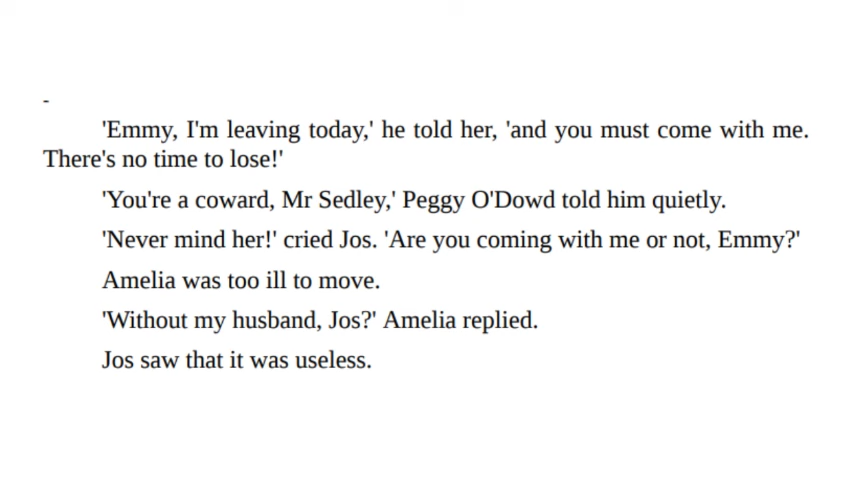 -
'Emmy, I'm leaving today,' he told her, 'and you must come with me.
There's no time to lose!'
'You're a coward, Mr Sedley,' Peggy O'Dowd told him quietly.
'Never mind her!' cried Jos. 'Are you coming with me or not, Emmy?'
Amelia was too ill to move.
'Without my husband, Jos?' Amelia replied.
Jos saw that it was useless.